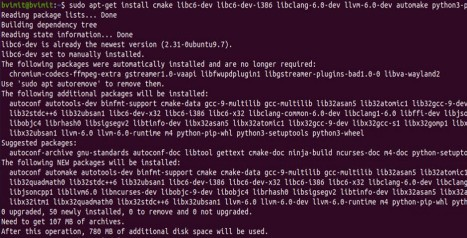 bvimit@bvimit:~$ sudo apt-get install cmake libc6-dev libc6-dev-i386 libclang-6.0-dev llvm-6.0-dev automake python3-p
Reading package lists... Done
Building dependency tree
Reading state information... Done
libc6-dev is already the newest version (2.31-0ubuntu9.7).
libc6-dev set to manually installed.
The following packages were automatically installed and are no longer required:
  chromium-codecs-ffmpeg-extra gstreamer1.0-vaapi libfwupdplugin1 libgstreamer-plugins-bad1.0-0 libva-wayland2
Use 'sudo apt autoremove' to remove them.
The following additional packages will be installed:
  autoconf autotools-dev binfmt-support cmake-data gcc-9-multilib gcc-multilib lib32asan5 lib32atomic1 lib32gcc-9-dev
  lib32stdc++6 lib32ubsan1 libc6-dev-x32 libc6-i386 libc6-x32 libclang-common-6.0-dev libclang1-6.0 libffi-dev libjso
  libobjc4 librhash0 libsigsegv2 libtinfo-dev libx32asan5 libx32atomic1 libx32gcc-9-dev libx32gcc-s1 libx32gomp1 libx
  libx32ubsan1 llvm-6.0 llvm-6.0-runtime m4 python-pip-whl python3-setuptools python3-wheel
Suggested packages:
  autoconf-archive gnu-standards autoconf-doc libtool gettext cmake-doc ninja-build ncurses-doc m4-doc python-setupto
The following NEW packages will be installed:
  autoconf automake autotools-dev binfmt-support cmake cmake-data gcc-9-multilib gcc-multilib lib32asan5 lib32atomic1
  lib32quadmath0 lib32stdc++6 lib32ubsan1 libc6-dev-i386 libc6-dev-x32 libc6-i386 libc6-x32 libclang-6.0-dev libclang
  libjsoncpp1 libllvm6.0 libncurses-dev libobjc-9-dev libobjc4 librhash0 libsigsegv2 libtinfo-dev libx32asan5 libx32a
  libx32itm1 libx32quadmath0 libx32stdc++6 libx32ubsan1 llvm-6.0 llvm-6.0-dev llvm-6.0-runtime m4 python-pip-whl pyth
0 upgraded, 50 newly installed, 0 to remove and 0 not upgraded.
Need to get 107 MB of archives.
After this operation, 780 MB of additional disk space will be used.